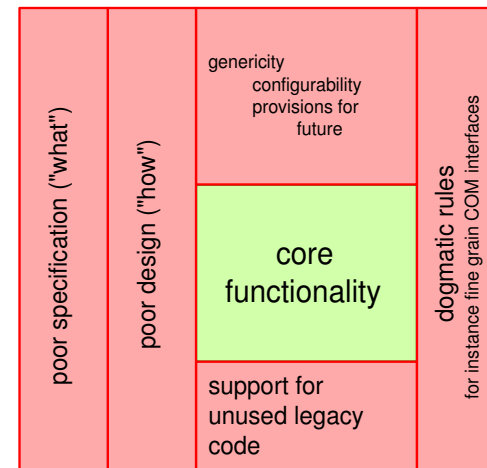 poor specification ("what")
poor design ("how")
genericity
configurability
provisions for
future
core
functionality
support for
unused legacy
code
dogmatic rules
for instance fine grain COM interfaces